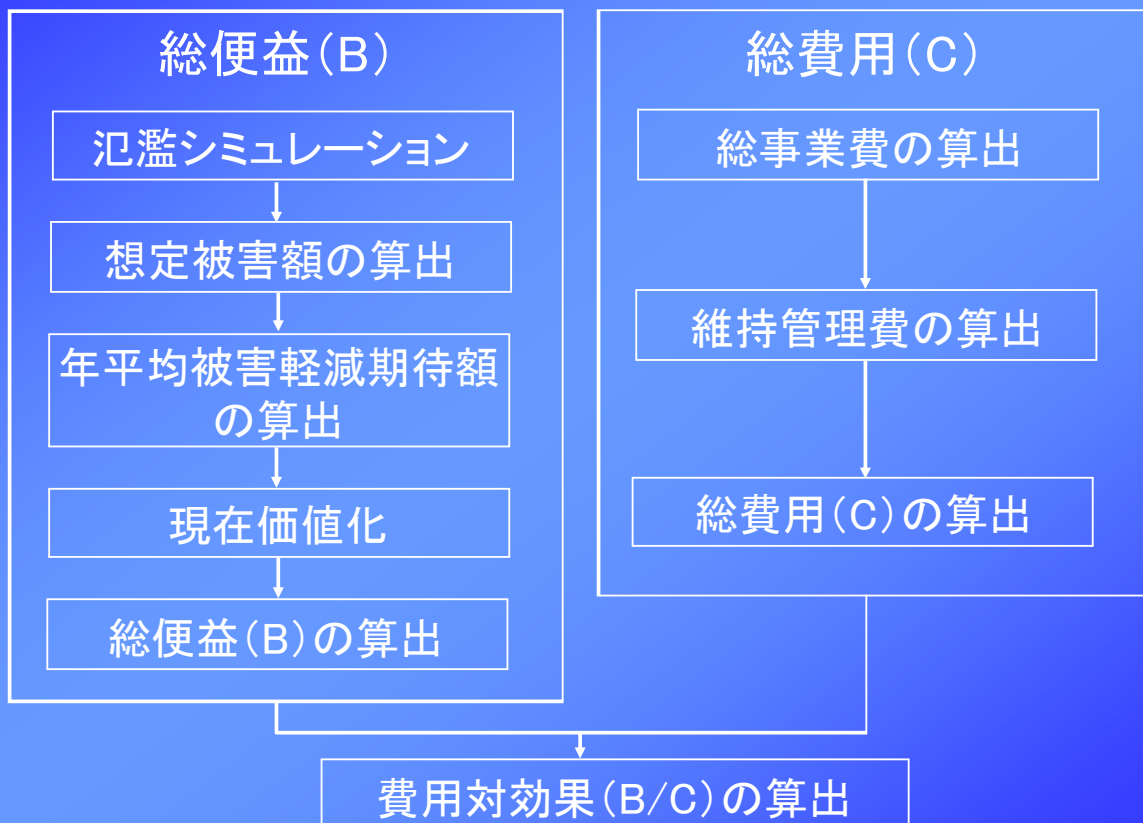 総便益(B)
氾濫シミュレーション
想定被害額の算出
年平均被害軽減期待額
の算出
現在価値化
総便益(B)の算出
総費用(C)
総事業費の算出
維持管理費の算出
総費用(C)の算出
費用対効果(B/C)の算出